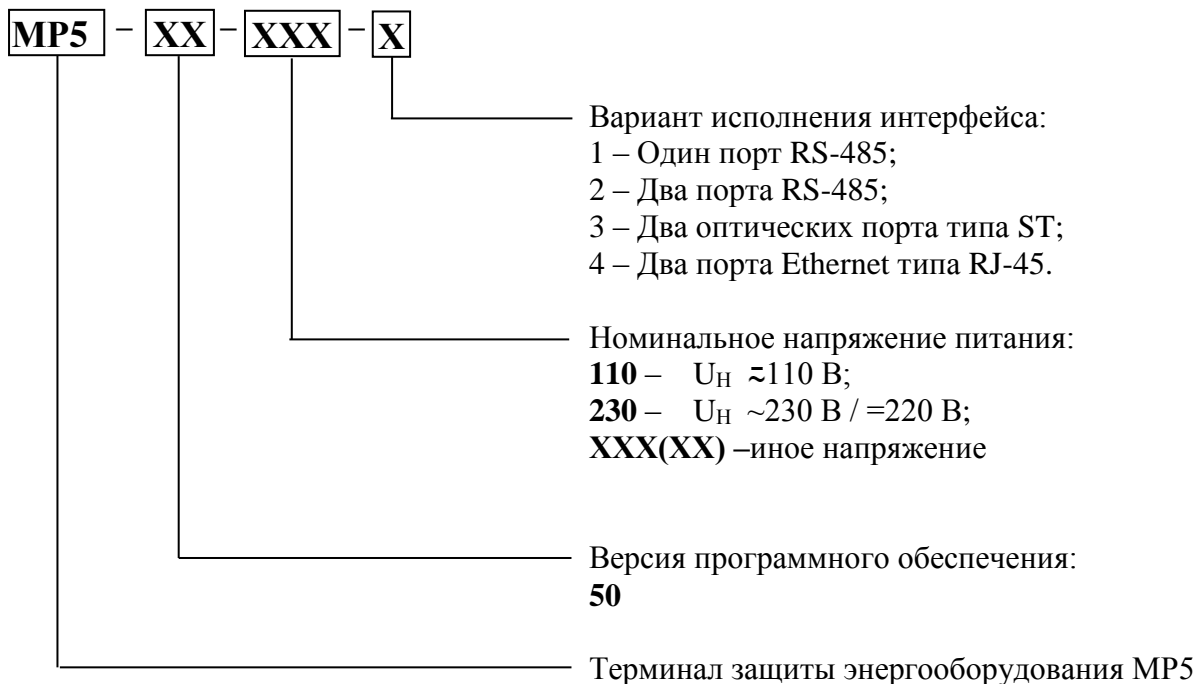 МР5 – XX – XXX – X
Вариант исполнения интерфейса:
1 – Один порт RS-485;
2 – Два порта RS-485;
3 – Два оптических порта типа ST;
4 – Два порта Ethernet типа RJ-45.
Номинальное напряжение питания:
110 – UН ≂110 В;
230 – UН ~230 В / =220 В;
XXX(XX) –иное напряжение
Версия программного обеспечения:
50
Терминал защиты энергооборудования МР5